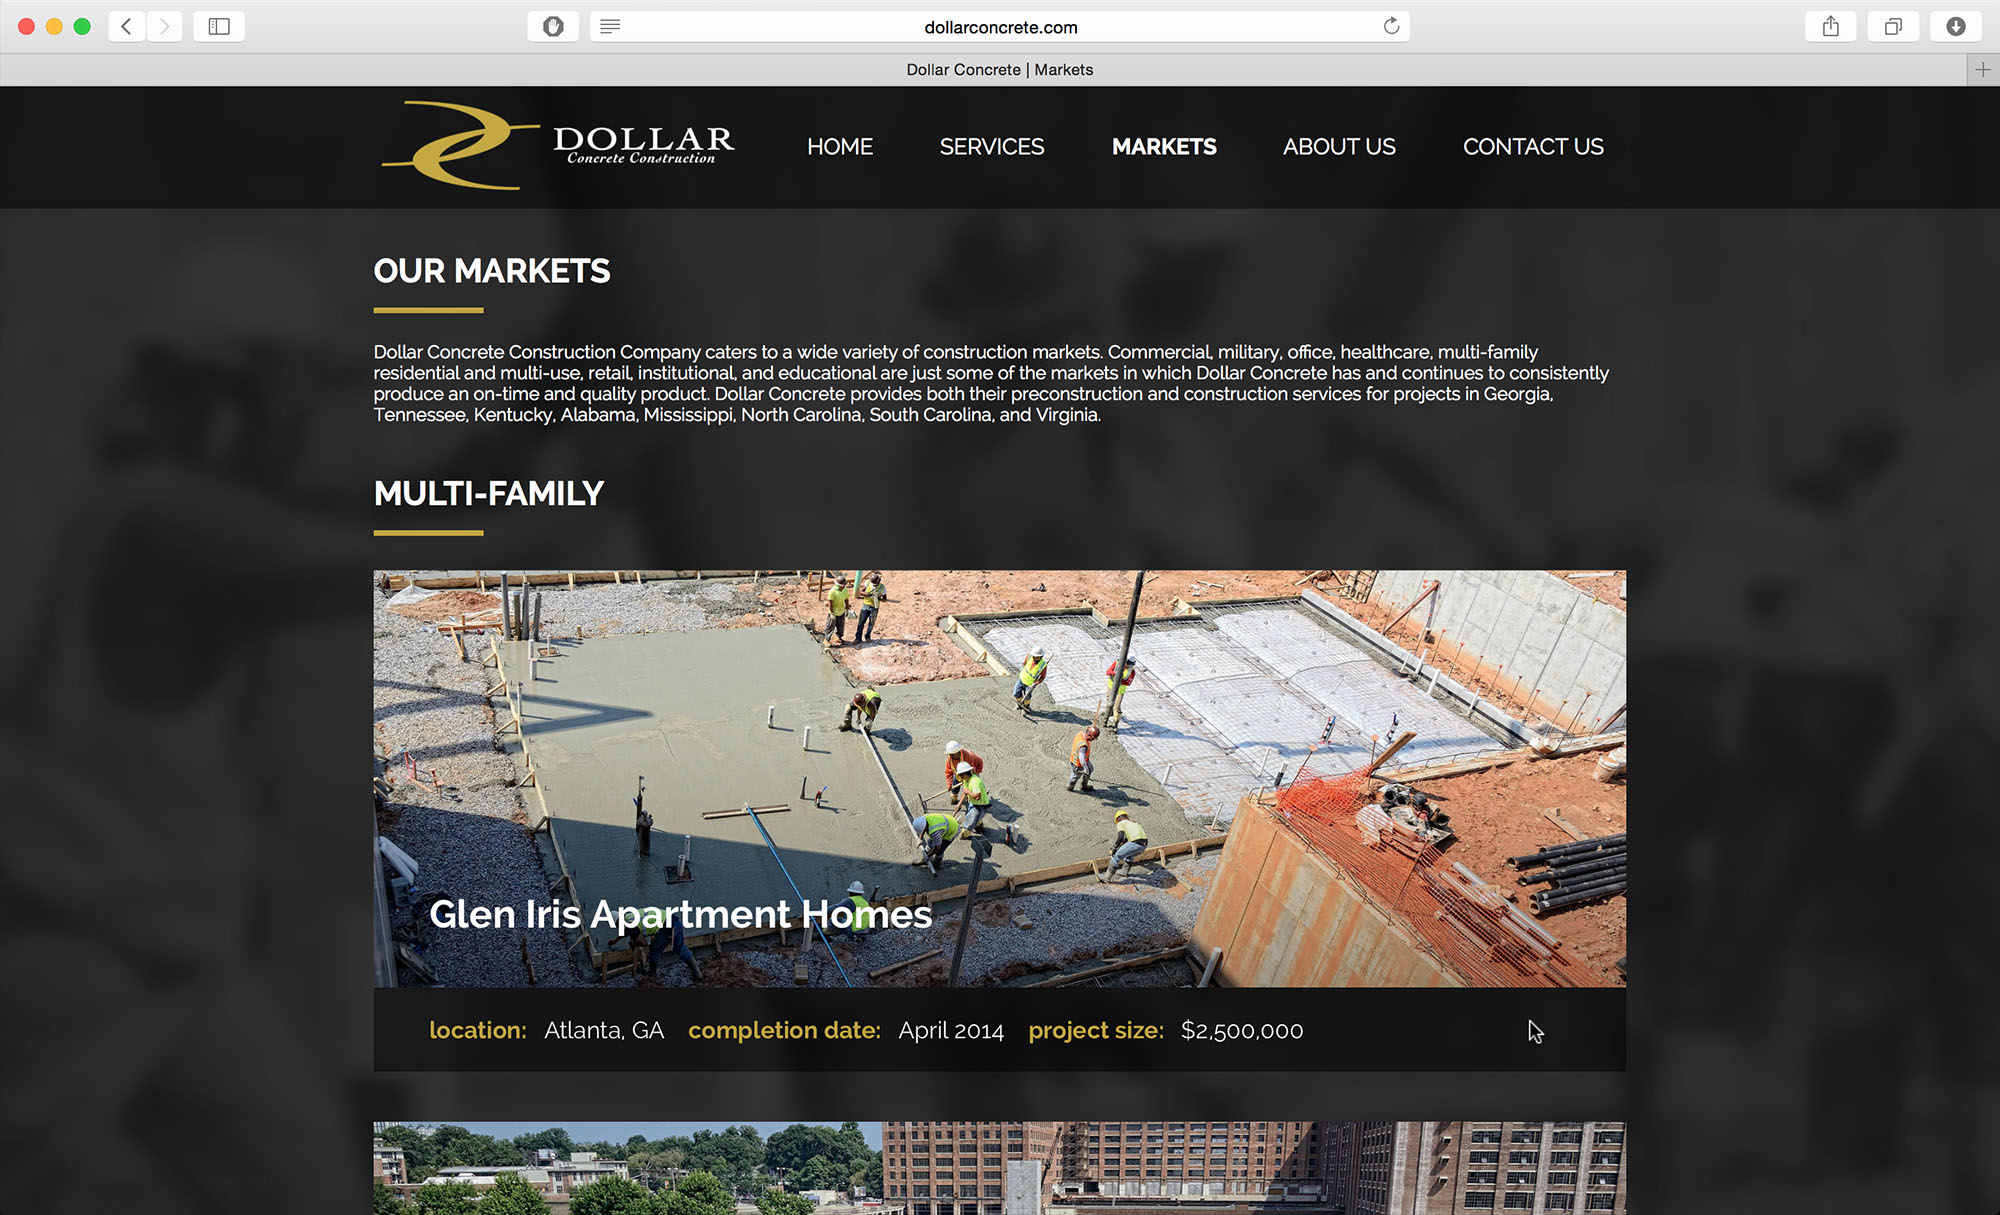 dollarconcrete.com
Dollar Concrete | Markets
DOLLAR
Concrete Construction
HOME
SERVICES
MARKETS
ABOUT US
CONTACT US
OUR MARKETS
Dollar Concrete Construction Company caters to a wide variety of construction markets. Commercial, military, office, healthcare, multi-family
residential and multi-use, retail, institutional, and educational are just some of the markets in which Dollar Concrete has and continues to consistently
produce an on-time and quality product. Dollar Concrete provides both their preconstruction and construction services for projects in Georgia,
Tennessee, Kentucky, Alabama, Mississippi, North Carolina, South Carolina, and Virginia.
MULTI-FAMILY
Glen Iris Apartment Homes
location: Atlanta, GA completion date: April 2014 project size: $2,500,000